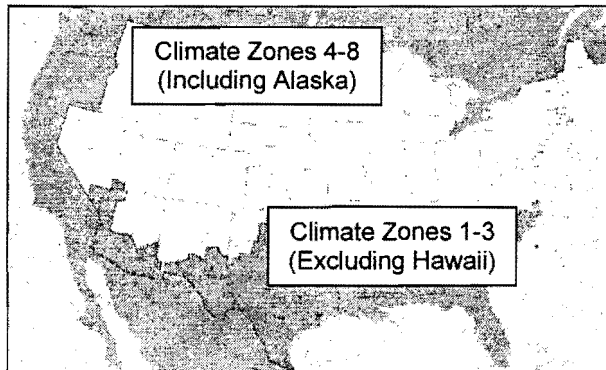 Climate Zones 4-8
(Including Alaska)
Climate Zones 1-3
(Excluding Hawaii)